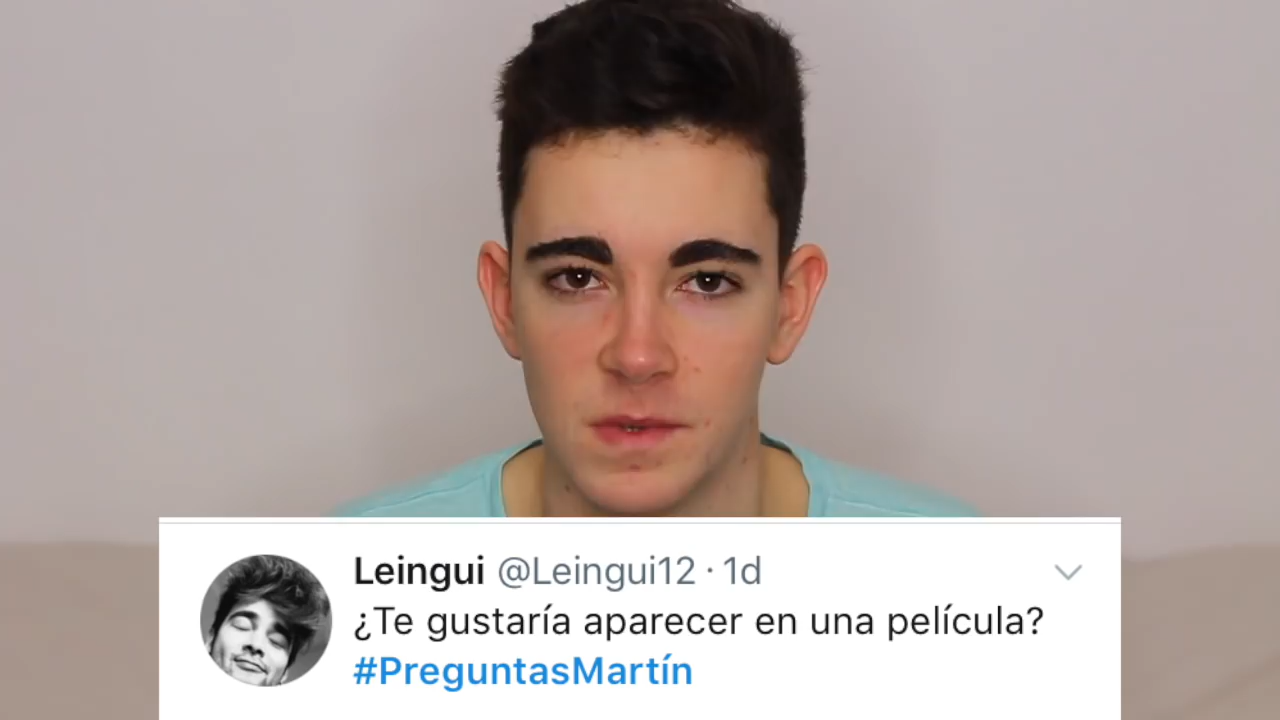 Leingui @Leingui12 · 1d
¿Te gustaría aparecer en una película?
#PreguntasMartín